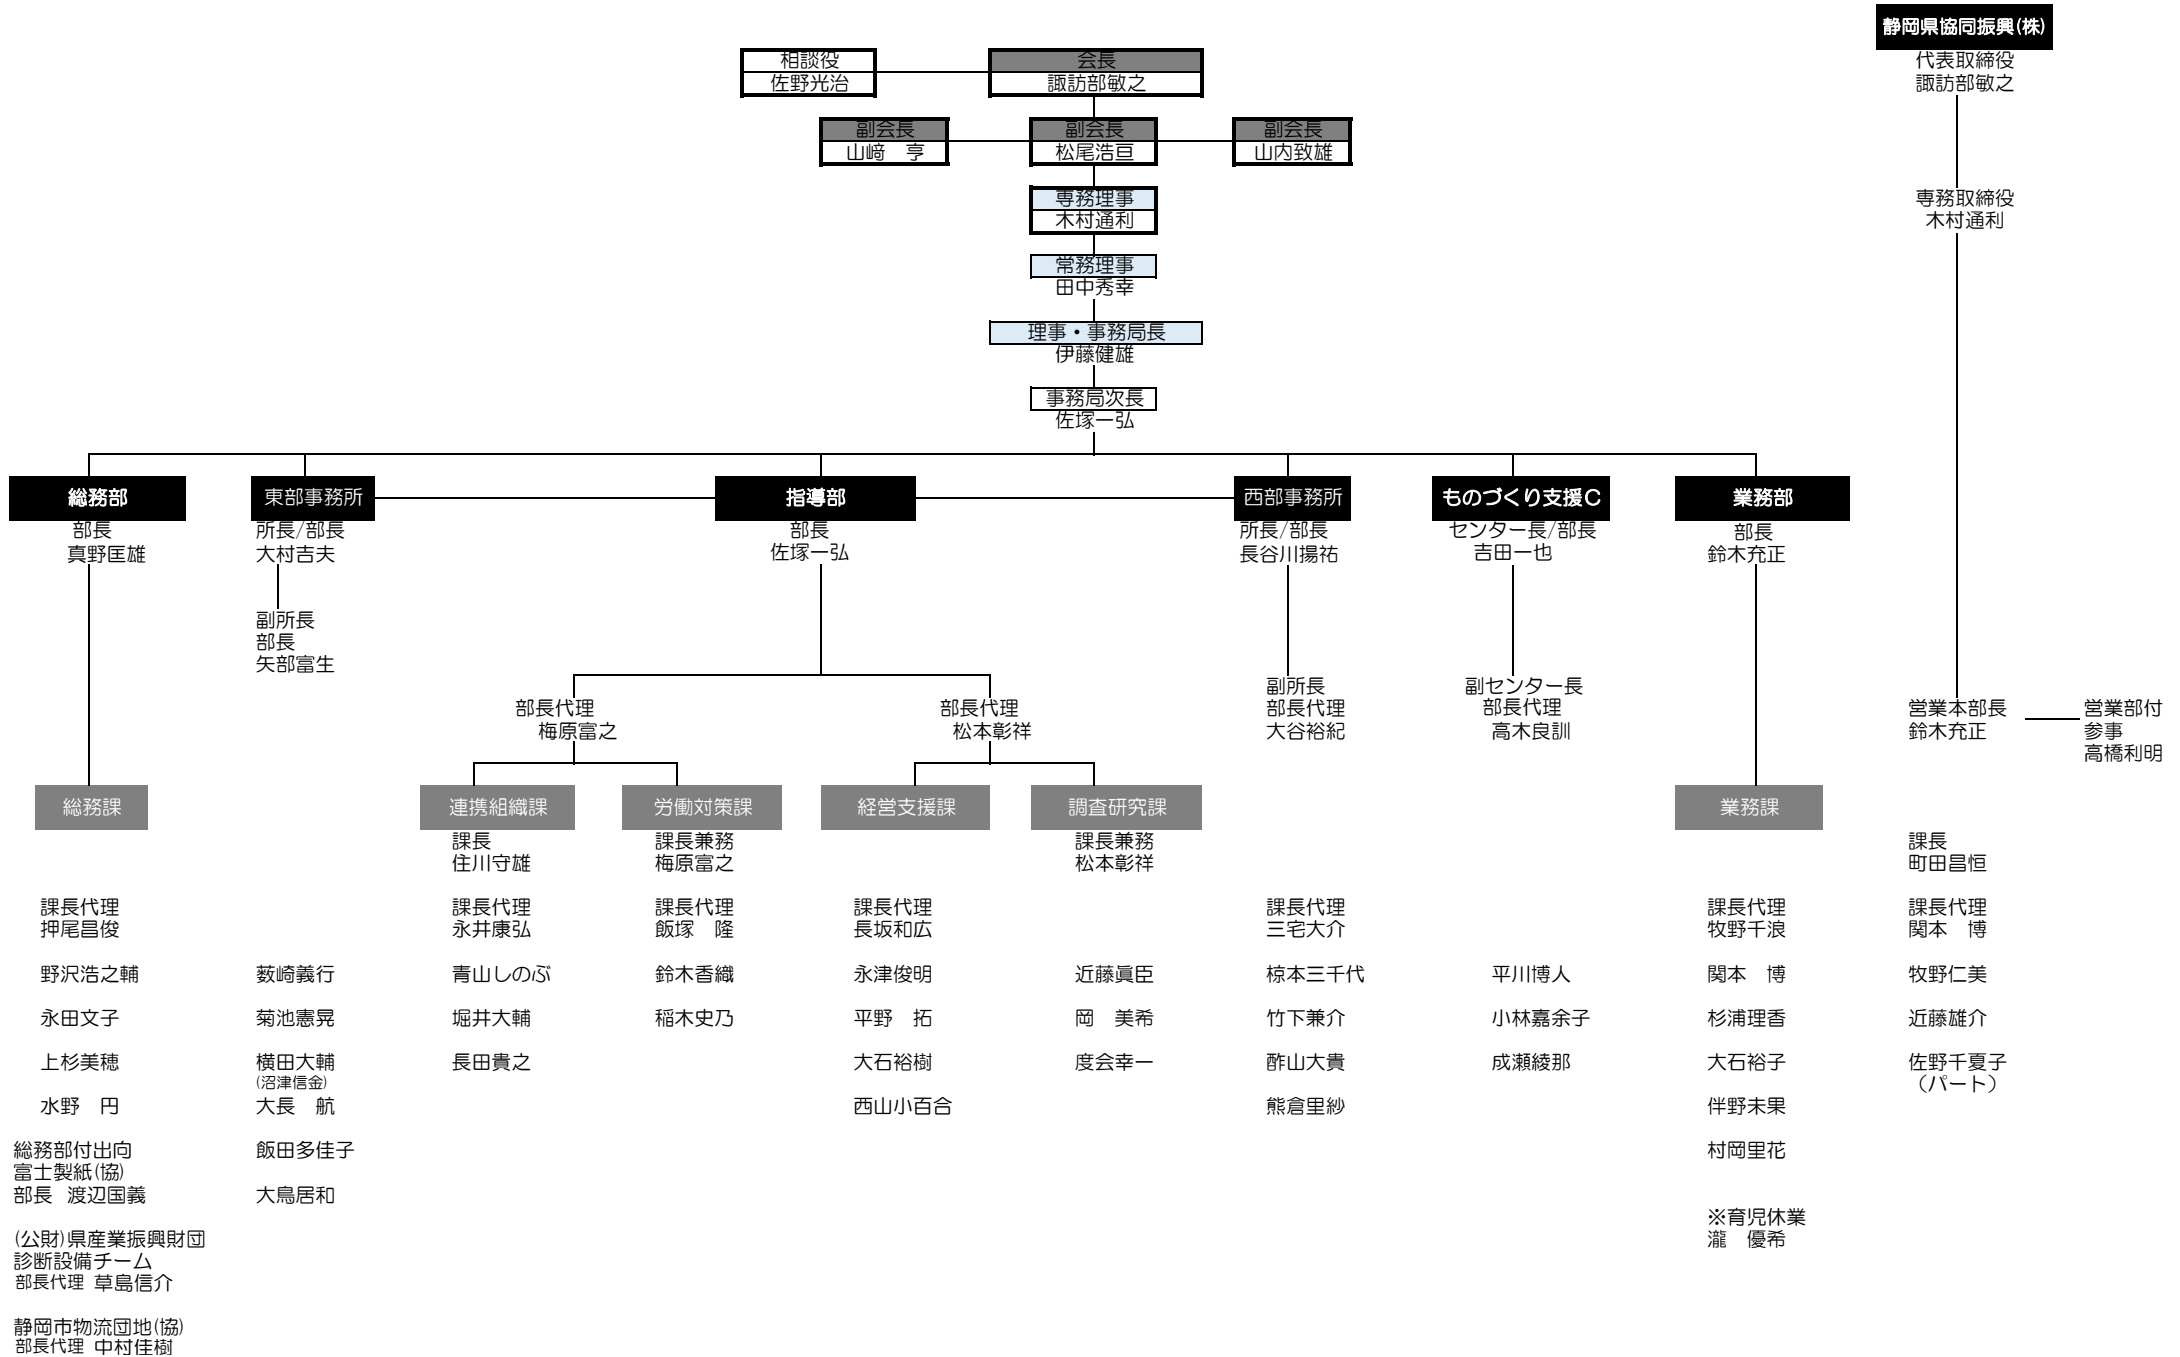 静岡県協同振興(株)
代表取締役
諏訪部敏之
専務取締役
木村通利
相談役
佐野光治
会長
諏訪部敏之
副会長
山﨑　亨
副会長
松尾浩亘
副会長
山内致雄
専務理事
木村通利
常務理事
田中秀幸
理事・事務局長
伊藤健雄
事務局次長
佐塚一弘
総務部
部長
真野匡雄
東部事務所
所長/部長
大村吉夫
副所長
部長
矢部富生
指導部
部長
佐塚一弘
部長代理
梅原富之
部長代理
松本彰祥
西部事務所
所長/部長
長谷川揚祐
副所長
部長代理
大谷裕紀
ものづくり支援C
センター長/部長
吉田一也
副センター長
部長代理
高木良訓
業務部
部長
鈴木充正
営業本部長
鈴木充正
営業部付
参事
高橋利明
総務課
課長代理
押尾昌俊
野沢浩之輔
永田文子
上杉美穂
水野　円
総務部付出向
富士製紙(協)
部長 渡辺国義
(公財)県産業振興財団
診断設備チーム
部長代理 草島信介
静岡市物流団地(協)
部長代理 中村佳樹
薮崎義行
菊池憲晃
横田大輔
(沼津信金)
大長　航
飯田多佳子
大鳥居和
連携組織課
課長
住川守雄
課長代理
永井康弘
青山しのぶ
堀井大輔
長田貴之
労働対策課
課長兼務
梅原富之
課長代理
飯塚　隆
鈴木香織
稲木史乃
経営支援課
課長代理
長坂和広
永津俊明
平野　拓
大石裕樹
西山小百合
調査研究課
課長兼務
松本彰祥
近藤眞臣
岡　美希
度会幸一
課長代理
三宅大介
椋本三千代
竹下兼介
酢山大貴
熊倉里紗
平川博人
小林嘉余子
成瀬綾那
業務課
課長代理
牧野千浪
関本　博
杉浦理香
大石裕子
伴野未果
村岡里花
※育児休業
瀧　優希
課長
町田昌恒
課長代理
関本　博
牧野仁美
近藤雄介
佐野千夏子
（パート）